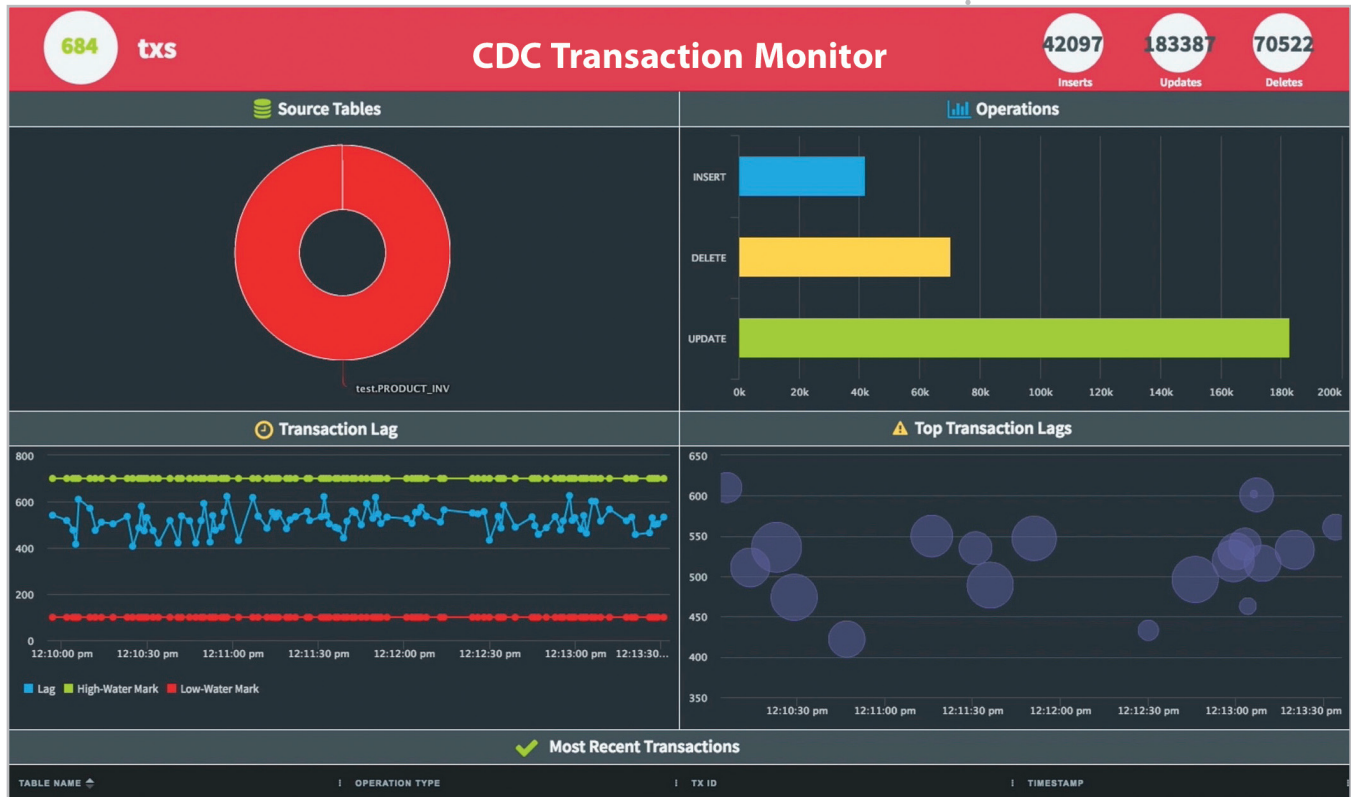 684 txs
CDC Transaction Monitor
42097 183387 70522
Inserts Updates Deletes
Source Tables
test.PRODUCT_INV
Operations
INSERT
DELETE
UPDATE
0k 20k 40k 60k 80k 100k 120k 140k 160k 180k 200k
Transaction Lag
800
600
400
200
0
12:10:00 pm 12:10:30 pm 12:11:00 pm 12:11:30 pm 12:12:00 pm 12:12:30 pm 12:13:00 pm 12:13:30...
Lag High-Water Mark Low-Water Mark
Top Transaction Lags
650
600
550
500
450
400
350
12:10:30 pm 12:11:00 pm 12:11:30 pm 12:12:00 pm 12:12:30 pm 12:13:00 pm 12:13:30 pm
Most Recent Transactions
TABLE NAME OPERATION TYPE TX ID TIMESTAMP